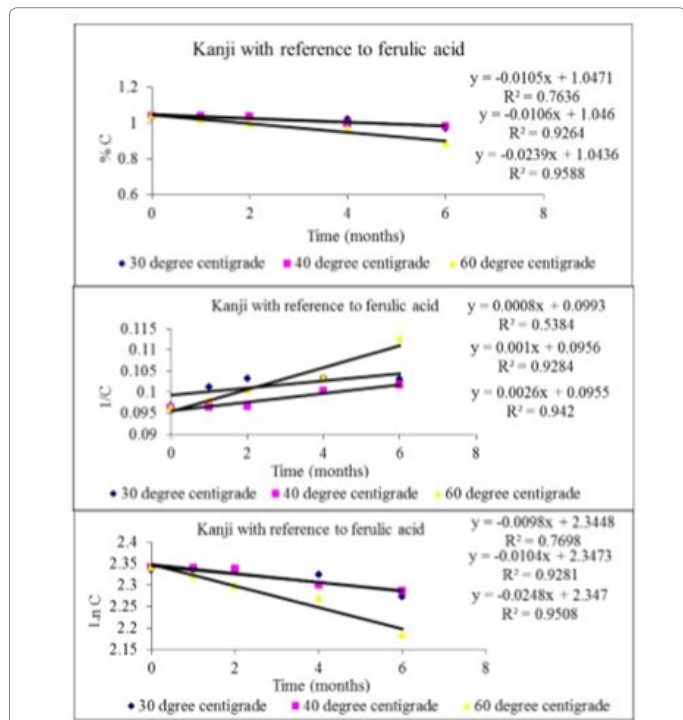 Kanji with reference to ferulic acid
y = -0.0105x + 1.0471
R² = 0.7636
y = -0.0106x + 1.046
R² = 0.9264
y = -0.0239x + 1.0436
R² = 0.9588
1.2
1
0.8
0.6
% C
0 2 4 6 8
Time (months)
30 degree centigrade 40 degree centigrade 60 degree centigrade
Kanji with reference to ferulic acid
y = 0.0008x + 0.0993
R² = 0.5384
y = 0.001x + 0.0956
R² = 0.9284
y = 0.0026x + 0.0955
R² = 0.942
0.115
0.11
0.105
0.1
0.095
0.09
1/C
0 2 4 6 8
Time (months)
30 degree centigrade 40 degree centigrade 60 degree centigrade
Kanji with reference to ferulic acid
y = -0.0098x + 2.3448
R² = 0.7698
y = -0.0104x + 2.3473
R² = 0.9281
y = -0.0248x + 2.347
R² = 0.9508
2.4
2.35
2.3
2.25
2.2
2.15
Ln C
0 2 4 6 8
Time (months)
30 dgree centigrade 40 degree centigrade 60 degree centigrade